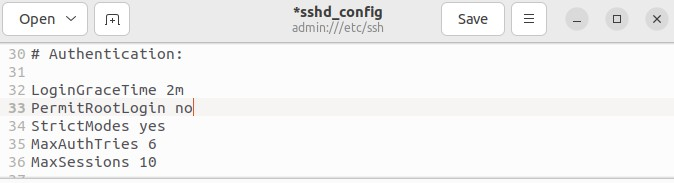 Open
*sshd_config
admin:///etc/ssh
Save
30 # Authentication:
31
32 LoginGraceTime 2m
33 PermitRootLogin no
34 StrictModes yes
35 MaxAuthTries 6
36 MaxSessions 10